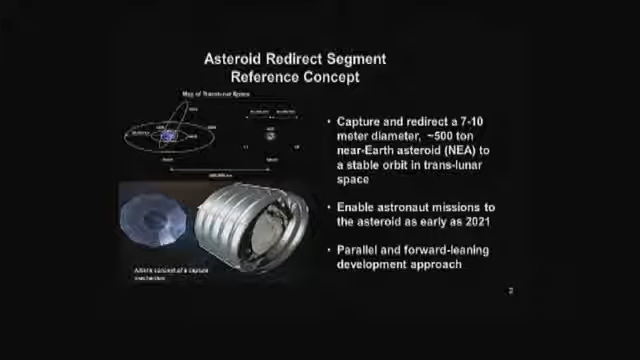 Asteroid Redirect Segment
Reference Concept
Map of Trans-lunar Space
• Capture and redirect a 7-10
meter diameter, ~500 ton
near-Earth asteroid (NEA) to
a stable orbit in trans-lunar
space
• Enable astronaut missions to
the asteroid as early as 2021
• Parallel and forward-leaning
development approach
Artist's concept of a capture
mechanism
2